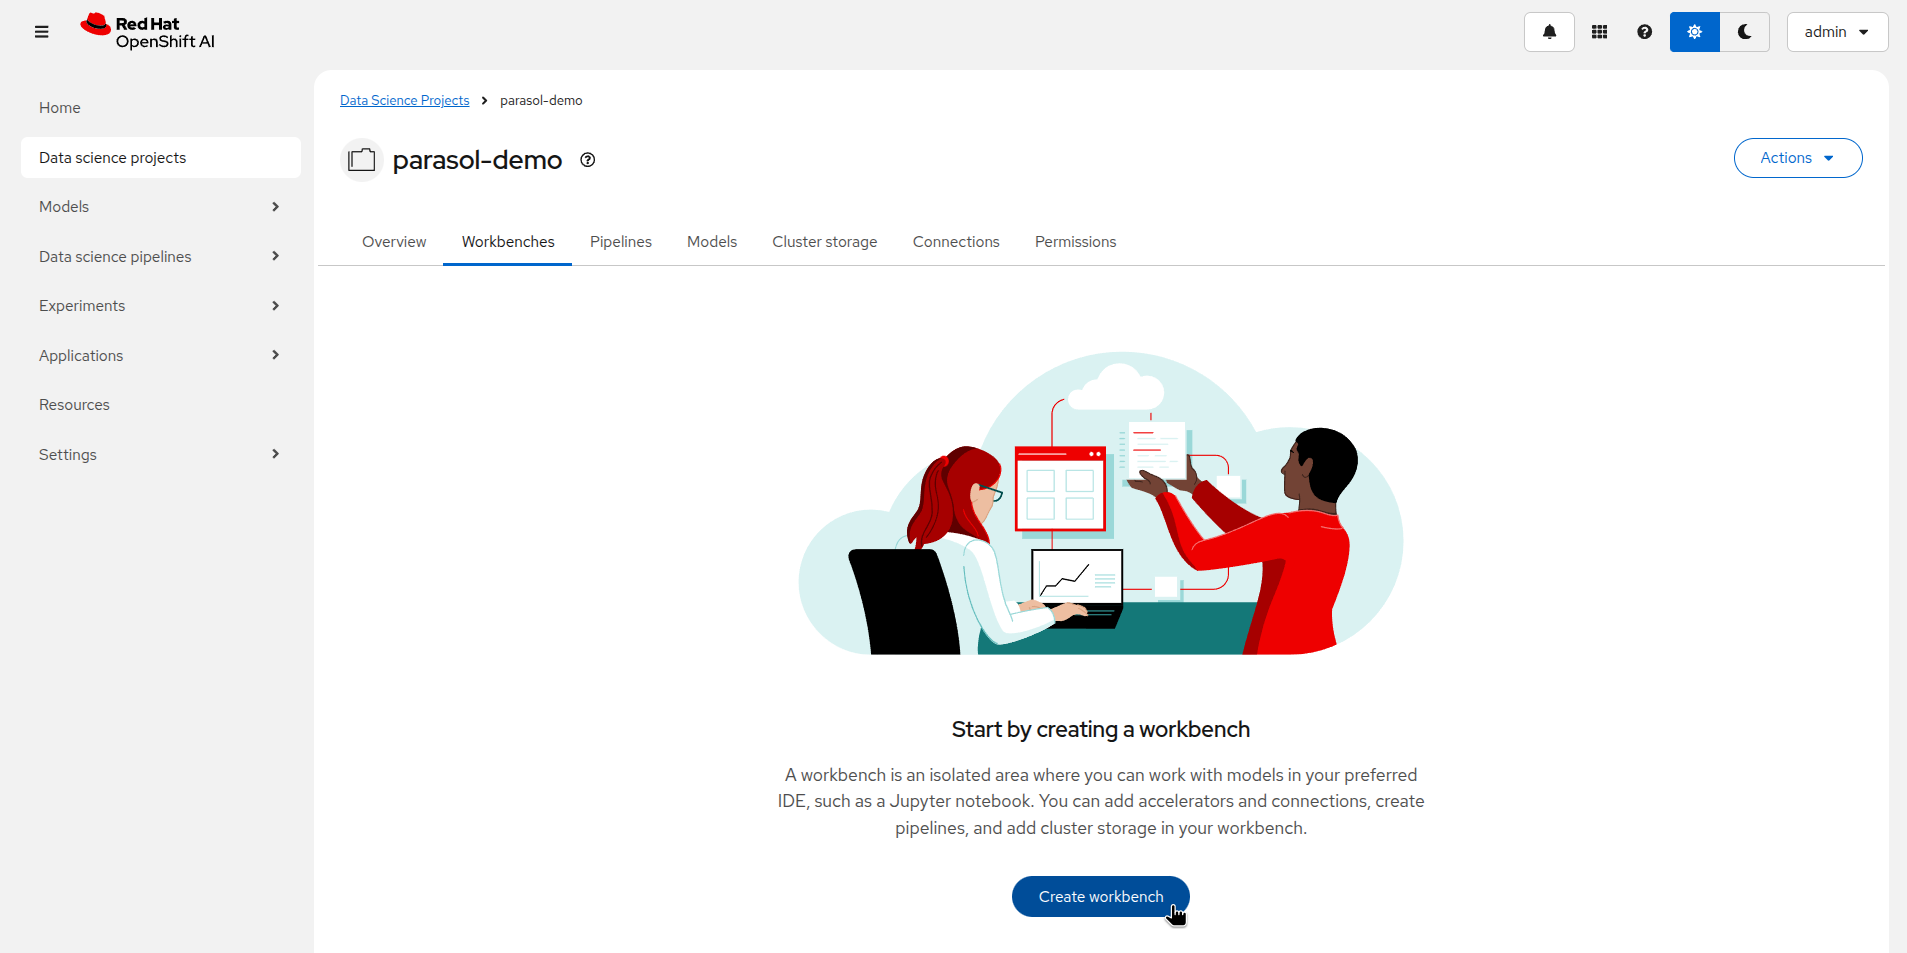 Red Hat
OpenShift AI
admin
Home
Data science projects
Models
Data science pipelines
Experiments
Applications
Resources
Settings
Data Science Projects
parasol-demo
parasol-demo
Actions
Overview
Workbenches
Pipelines
Models
Cluster storage
Connections
Permissions
Start by creating a workbench
A workbench is an isolated area where you can work with models in your preferred
IDE, such as a Jupyter notebook. You can add accelerators and connections, create
pipelines, and add cluster storage in your workbench.
Create workbench